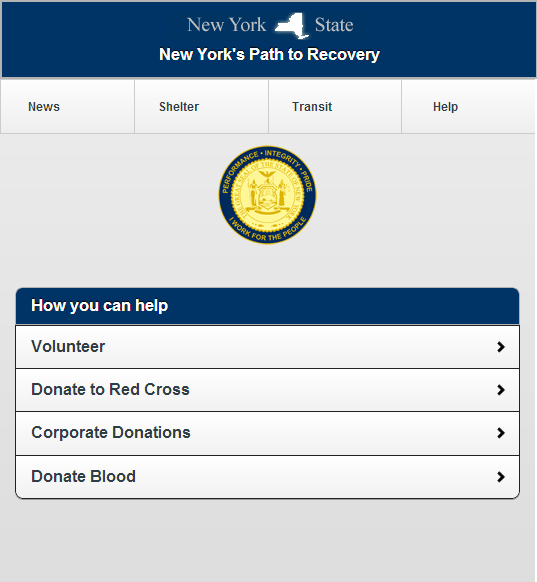 New York State
New York's Path to Recovery
News Shelter Transit Help
PERFORMANCE • INTEGRITY • PRIDE
I WORK FOR THE PEOPLE
How you can help
Volunteer
Donate to Red Cross
Corporate Donations
Donate Blood